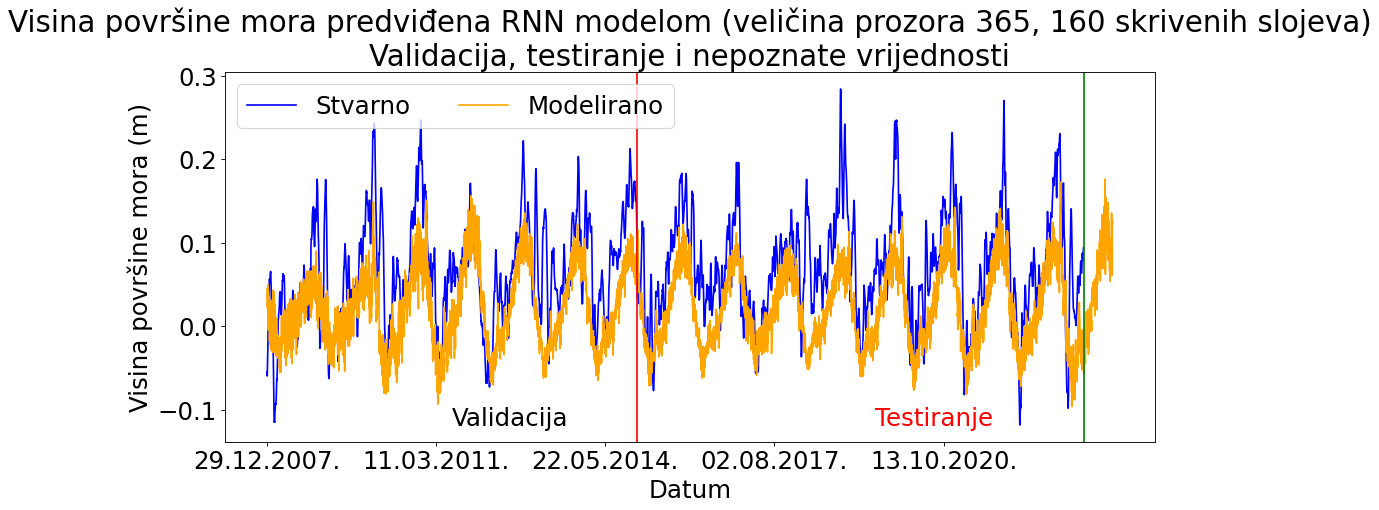 Visina površine mora predviđena RNN modelom (veličina prozora 365, 160 skrivenih slojeva)
Validacija, testiranje i nepoznate vrijednosti
Stvarno
Modelirano
Visina površine mora (m)
0.3
0.2
0.1
0.0
−0.1
Validacija
Testiranje
29.12.2007.
11.03.2011.
22.05.2014.
02.08.2017.
13.10.2020.
Datum